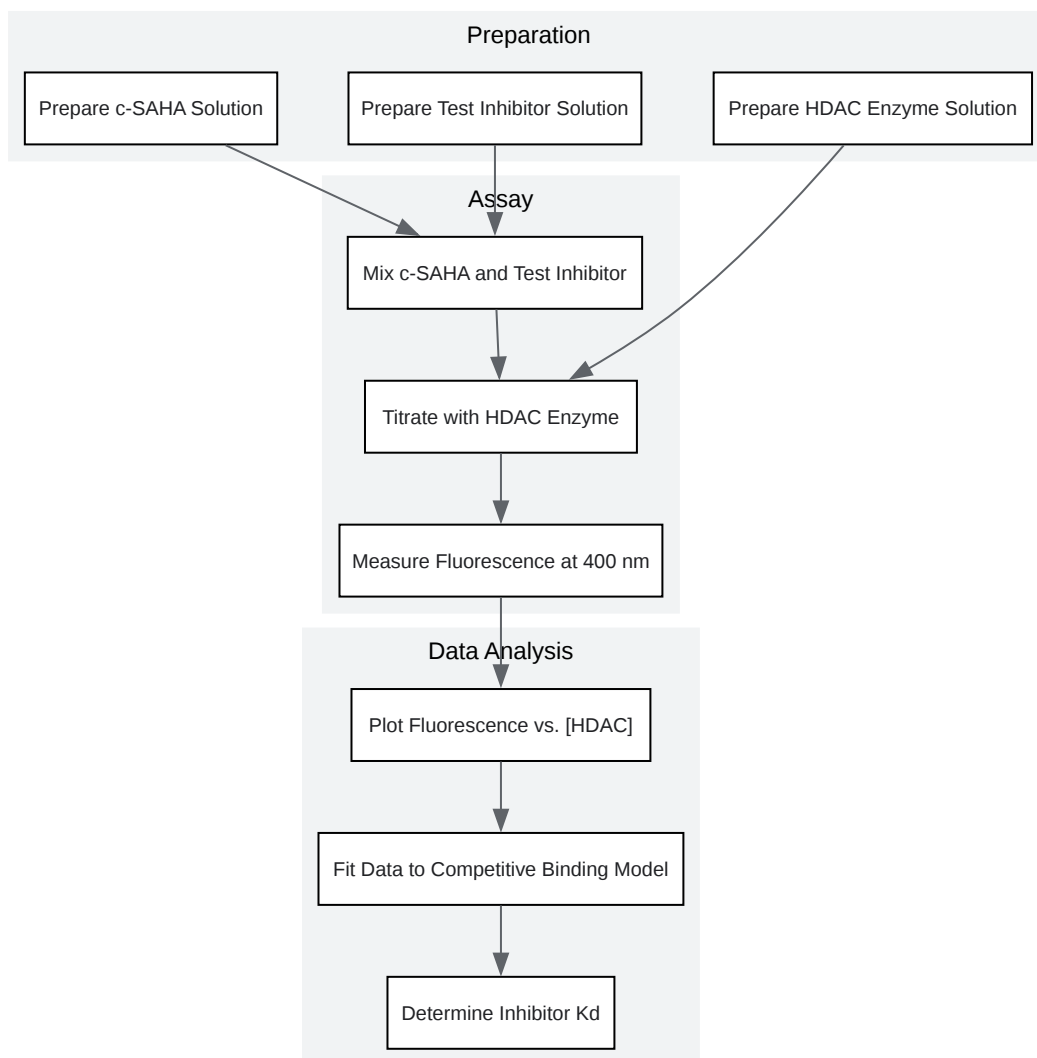 Preparation
Prepare c-SAHA Solution
Prepare Test Inhibitor Solution
Prepare HDAC Enzyme Solution
Assay
Mix c-SAHA and Test Inhibitor
Titrate with HDAC Enzyme
Measure Fluorescence at 400 nm
Data Analysis
Plot Fluorescence vs. [HDAC]
Fit Data to Competitive Binding Model
Determine Inhibitor Kd